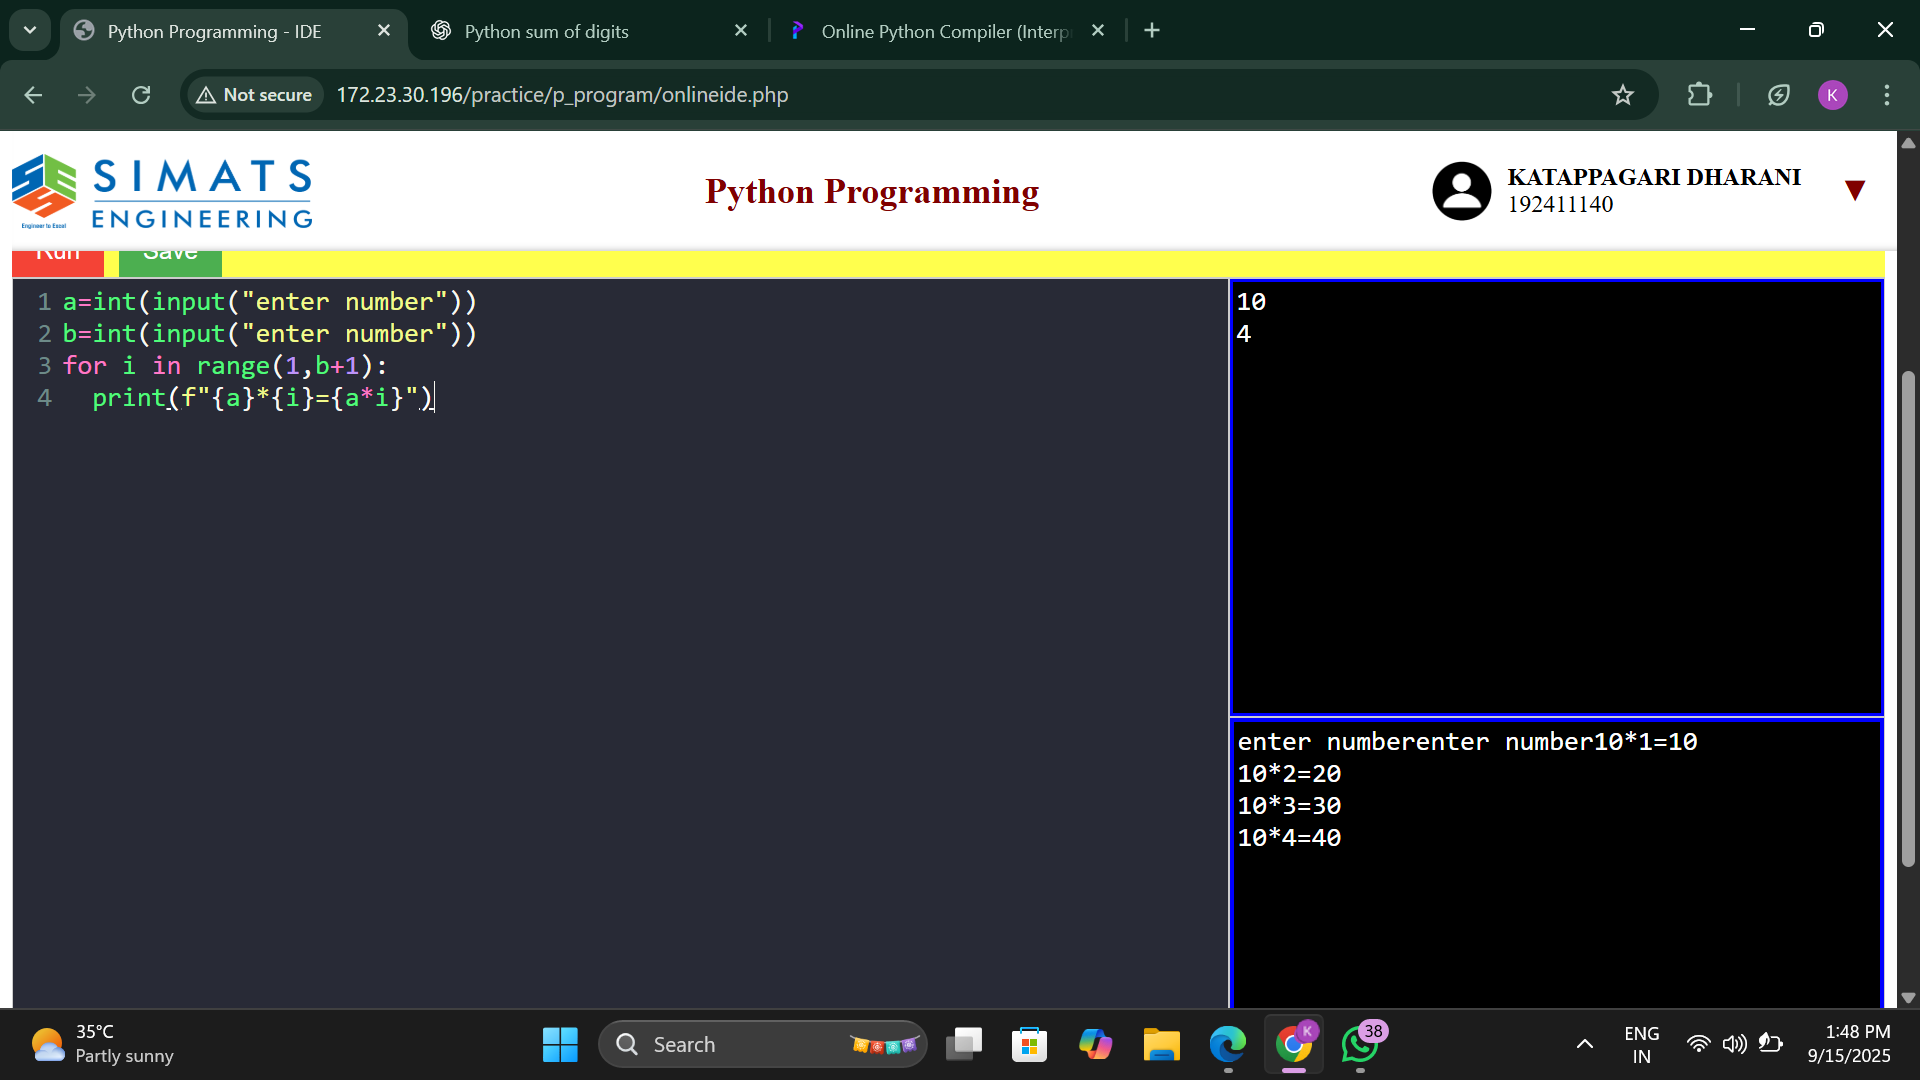 Python Programming - IDE
Python sum of digits
Online Python Compiler (Interp
Not secure
172.23.30.196/practice/p_program/onlineide.php
K
SIMATS
ENGINEERING
Engineer to Excel
Python Programming
KATAPPAGARI DHARANI
192411140
Run
Save
1 a=int(input("enter number"))
2 b=int(input("enter number"))
3 for i in range(1,b+1):
4   print(f"{a}*{i}={a*i}")
10
4
enter numberenter number10*1=10
10*2=20
10*3=30
10*4=40
35°C
Partly sunny
Search
K
38
ENG
IN
1:48 PM
9/15/2025